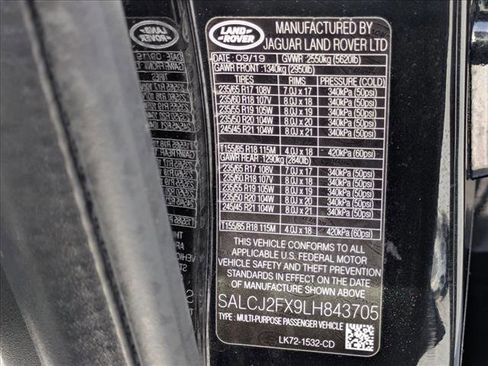 LAND
ROVER
MANUFACTURED BY
JAGUAR LAND ROVER LTD
DATE : 09/19 GVWR :2550kg (5620lb)
GAWR FRONT: 1340kg (2950lb)
TIRES RIMS PRESSURE (COLD)
235/65 R17 108V 7.0J x 17 340kPa (50psi)
235/60 R18 107V 8.0J x 18 340kPa (50psi)
235/55 R19 105W 8.0J x 19 340kPa (50psi)
235/50 R20 104W 8.0J x 20 340kPa (50psi)
245/45 R21 104W 8.0J x 21 340kPa (50psi)
T155/85 R18 115M 4.0J x 18 420kPa (60psi)
GAWR REAR: 1290kg (2840lb)
235/65 R17 108V 7.0J x 17 340kPa (50psi)
235/60 R18 107V 8.0J x 18 340kPa (50psi)
235/55 R19 105W 8.0J x 19 340kPa (50psi)
235/50 R20 104W 8.0J x 20 340kPa (50psi)
245/45 R21 104W 8.0J x 21 340kPa (50psi)
T155/85 R18 115M 4.0J x 18 420kPa (60psi)
THIS VEHICLE CONFORMS TO ALL
APPLICABLE U.S. FEDERAL MOTOR
VEHICLE SAFETY AND THEFT PREVENTION
STANDARDS IN EFFECT ON THE DATE
OF MANUFACTURE SHOWN ABOVE
SALCJ2FX9LH843705
TYPE : MULTI-PURPOSE PASSENGER VEHICLE
LK72-1532-CD